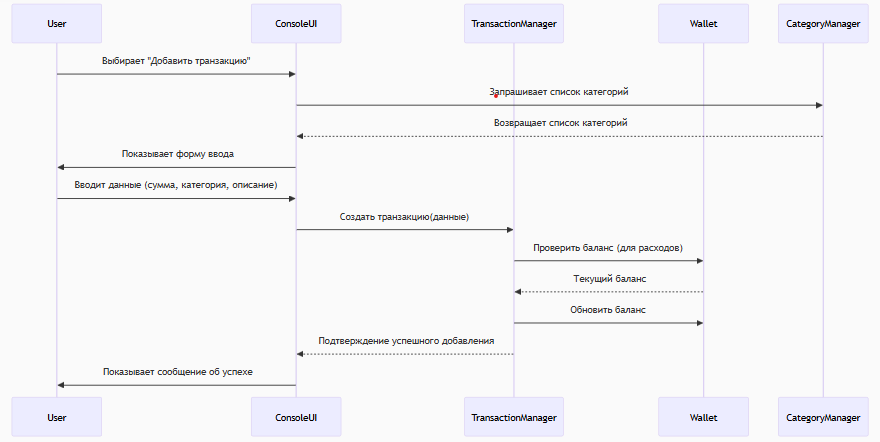 User ConsoleUI TransactionManager Wallet CategoryManager
Выбирает "Добавить транзакцию"
Запрашивает список категорий
Возвращает список категорий
Показывает форму ввода
Вводит данные (сумма, категория, описание)
Создать транзакцию(данные)
Проверить баланс (для расходов)
Текущий баланс
Обновить баланс
Подтверждение успешного добавления
Показывает сообщение об успехе
User ConsoleUI TransactionManager Wallet CategoryManager